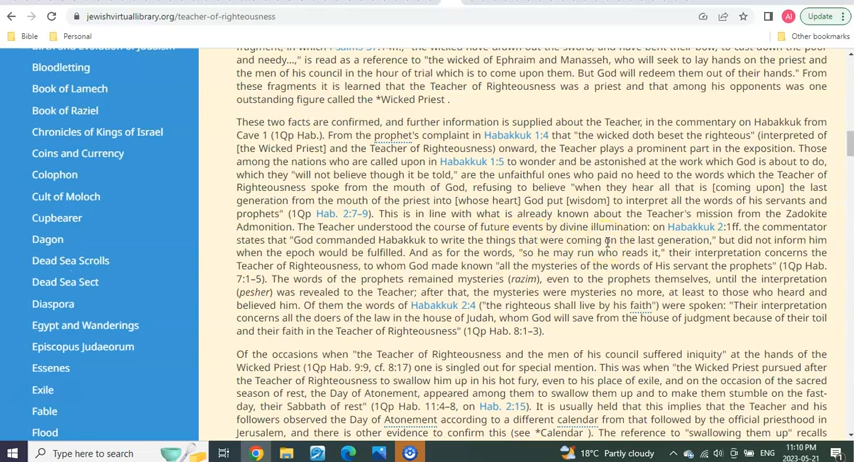 jewishvirtuallibrary.org/teacher-of-righteousness
AI
Update
Bible
Personal
Other bookmarks
Bloodletting
Book of Lamech
Book of Raziel
Chronicles of Kings of Israel
Coins and Currency
Colophon
Cult of Moloch
Cupbearer
Dagon
Dead Sea Scrolls
Dead Sea Sect
Diaspora
Egypt and Wanderings
Episcopus Judaeorum
Essenes
Exile
Fable
Flood
and needy...," is read as a reference to "the wicked of Ephraim and Manasseh, who will seek to lay hands on the priest and
the men of his council in the hour of trial which is to come upon them. But God will redeem them out of their hands." From
these fragments it is learned that the Teacher of Righteousness was a priest and that among his opponents was one
outstanding figure called the *Wicked Priest .
These two facts are confirmed, and further information is supplied about the Teacher, in the commentary on Habakkuk from
Cave 1 (1Qp Hab.). From the prophet's complaint in Habakkuk 1:4 that "the wicked doth beset the righteous" (interpreted of
[the Wicked Priest] and the Teacher of Righteousness) onward, the Teacher plays a prominent part in the exposition. Those
among the nations who are called upon in Habakkuk 1:5 to wonder and be astonished at the work which God is about to do,
which they "will not believe though it be told, are the unfaithful ones who paid no heed to the words which the Teacher of
Righteousness spoke from the mouth of God, refusing to believe "when they hear all that is [coming upon] the last
generation from the mouth of the priest into [whose heart] God put [wisdom] to interpret all the words of his servants and
prophets" (1Qp Hab. 2:7–9). This is in line with what is already known about the Teacher's mission from the Zadokite
Admonition. The Teacher understood the course of future events by divine illumination: on Habakkuk 2:1ff. the commentator
states that "God commanded Habakkuk to write the things that were coming on the last generation," but did not inform him
when the epoch would be fulfilled. And as for the words, "so he may run who reads it," their interpretation concerns the
Teacher of Righteousness, to whom God made known "all the mysteries of the words of His servant the prophets" (1Qp Hab.
7:1–5). The words of the prophets remained mysteries (razim), even to the prophets themselves, until the interpretation
(pesher) was revealed to the Teacher; after that, the mysteries were mysteries no more, at least to those who heard and
believed him. Of them the words of Habakkuk 2:4 ("the righteous shall live by his faith") were spoken: "Their interpretation
concerns all the doers of the law in the house of Judah, whom God will save from the house of judgment because of their toil
and their faith in the Teacher of Righteousness" (1Qp Hab. 8:1–3).
Of the occasions when "the Teacher of Righteousness and the men of his council suffered iniquity" at the hands of the
Wicked Priest (1Qp Hab. 9:9, cf. 8:17) one is singled out for special mention. This was when "the Wicked Priest pursued after
the Teacher of Righteousness to swallow him up in his hot fury, even to his place of exile, and on the occasion of the sacred
season of rest, the Day of Atonement, appeared among them to swallow them up and to make them stumble on the fast-
day, their Sabbath of rest" (1Qp Hab. 11:4–8, on Hab. 2:15). It is usually held that this implies that the Teacher and his
followers observed the Day of Atonement according to a different calendar from that followed by the official priesthood in
Jerusalem, and there is other evidence to confirm this (see *Calendar ). The reference to "swallowing them up" recalls
Type here to search
18°C Partly cloudy
ENG
11:10 PM
2023-05-21